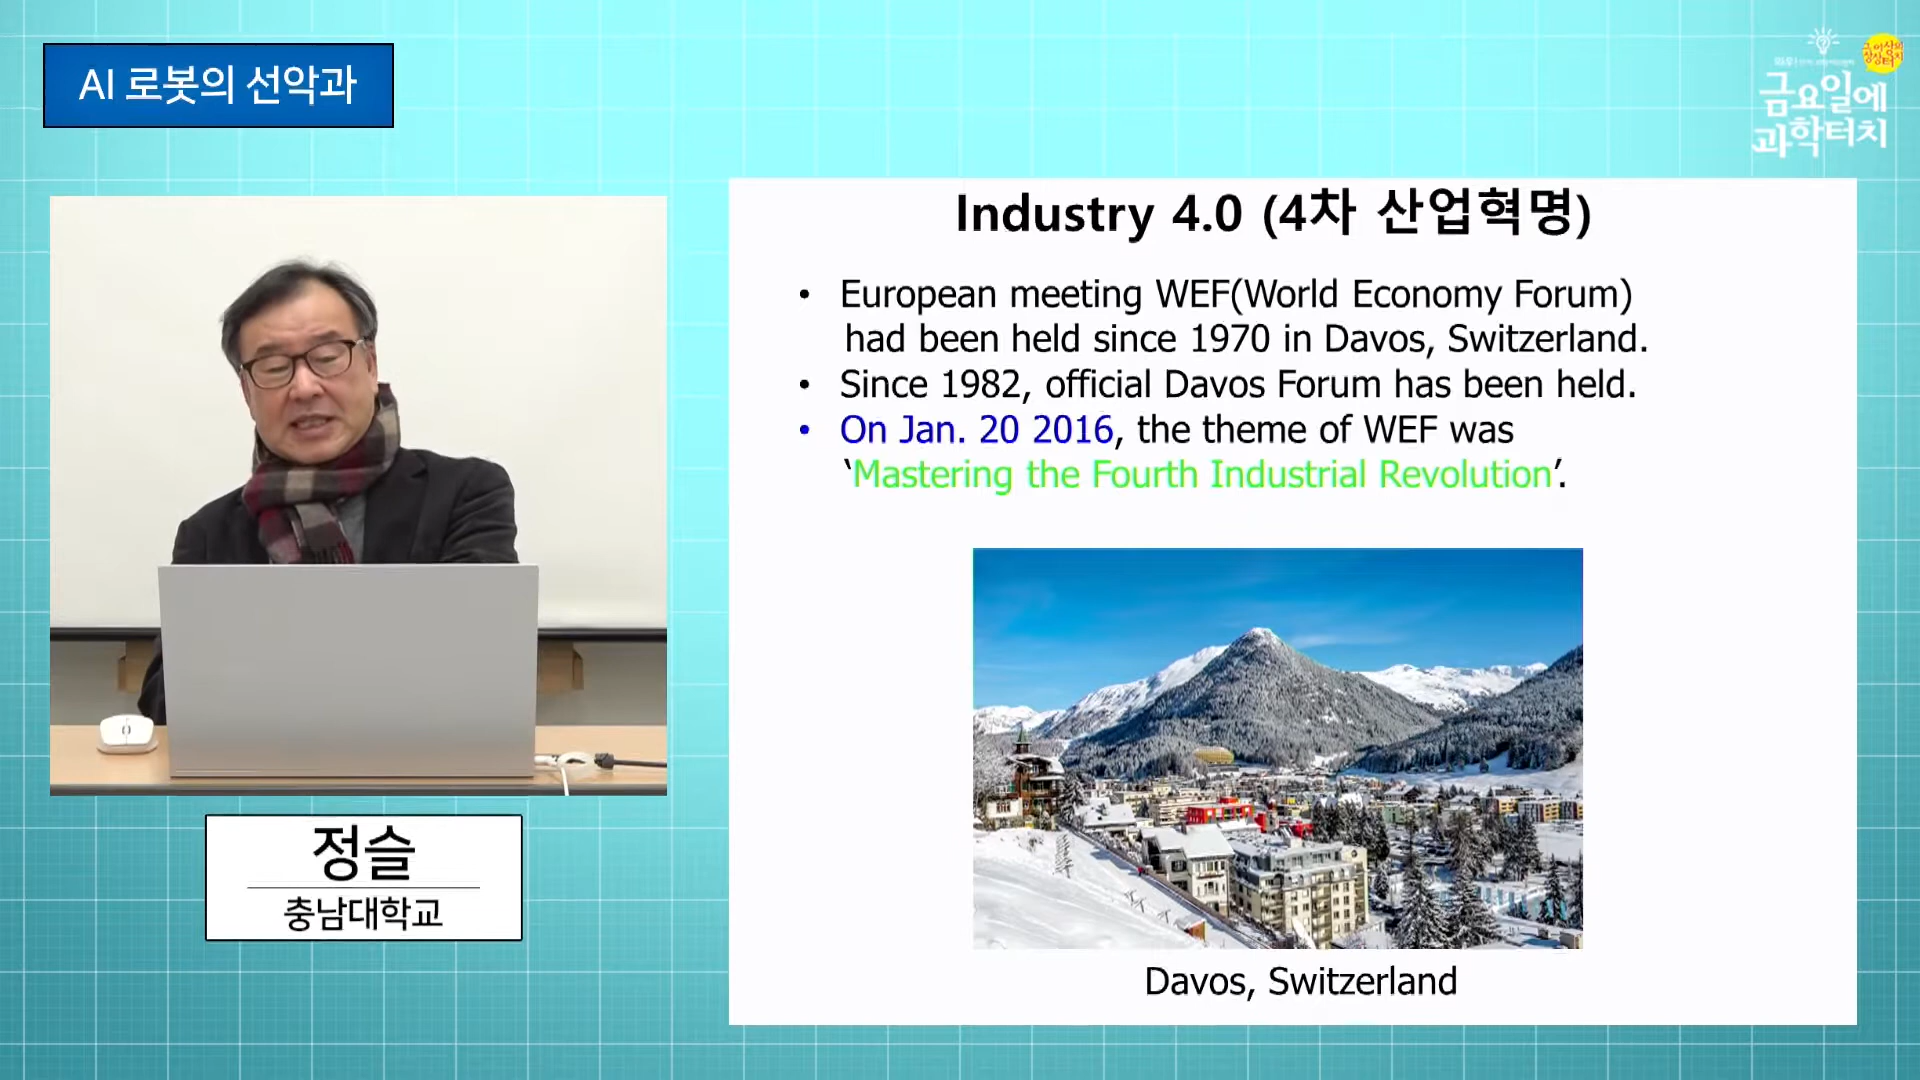 AI 로봇의 선악과
금요일에
과학터치
Industry 4.0 (4차 산업혁명)
• European meeting WEF(World Economy Forum)
had been held since 1970 in Davos, Switzerland.
• Since 1982, official Davos Forum has been held.
• On Jan. 20 2016, the theme of WEF was
‘Mastering the Fourth Industrial Revolution’.
Davos, Switzerland
정슬
충남대학교